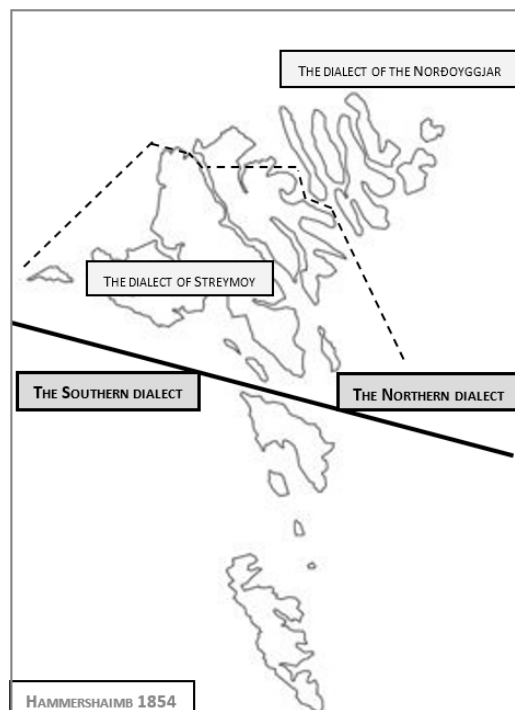 THE DIALECT OF THE NORÐOYGGJAR
THE DIALECT OF STREYMOY
THE SOUTHERN DIALECT
THE NORTHERN DIALECT
HAMMERSHAIMB 1854